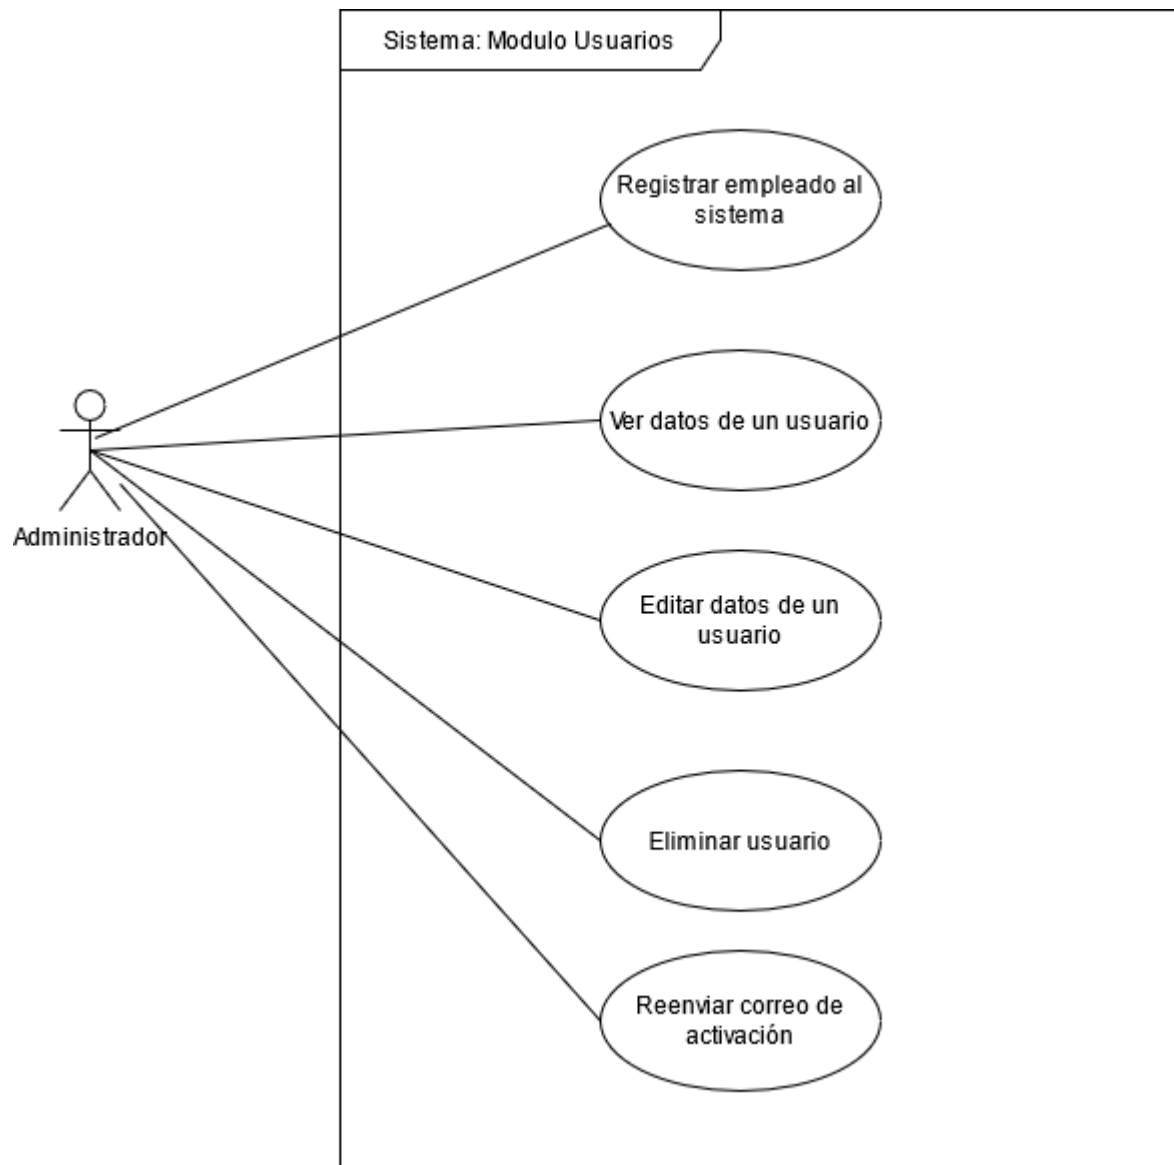 Sistema: Modulo Usuarios
Registrar empleado al
sistema
Ver datos de un usuario
Administrador
Editar datos de un
usuario
Eliminar usuario
Reenviar correo de
activación